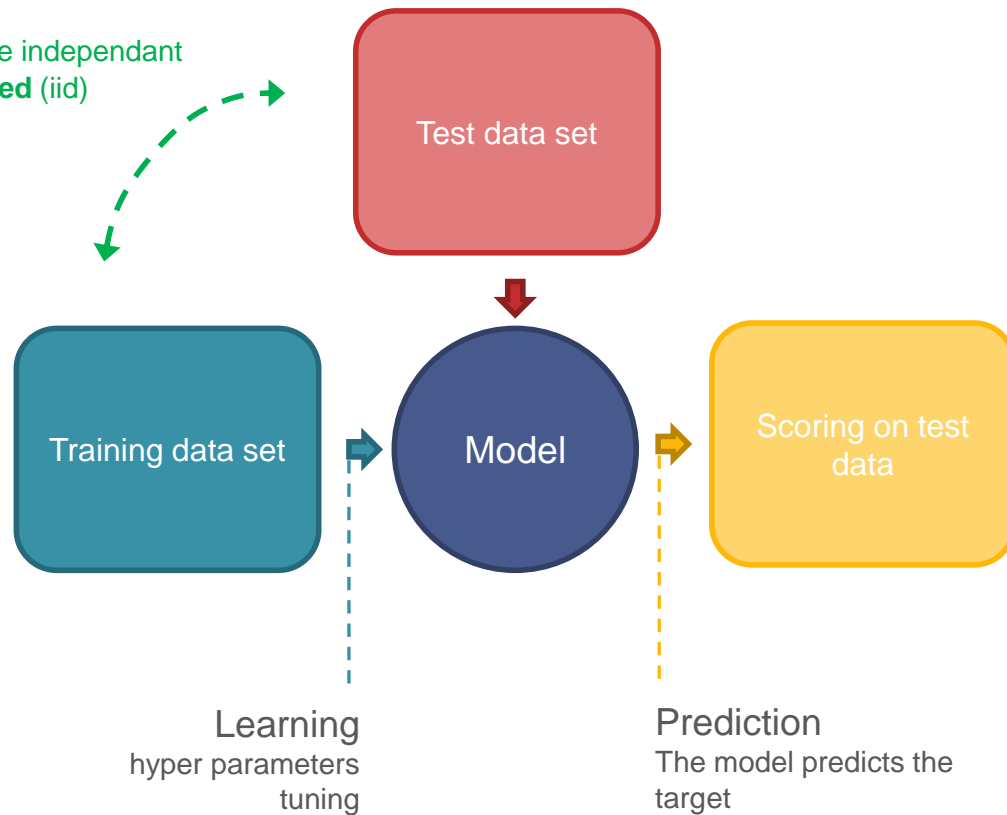 e independant
ed (iid)
Test data set
Training data set
Model
Scoring on test
data
Learning
hyper parameters
tuning
Prediction
The model predicts the
target